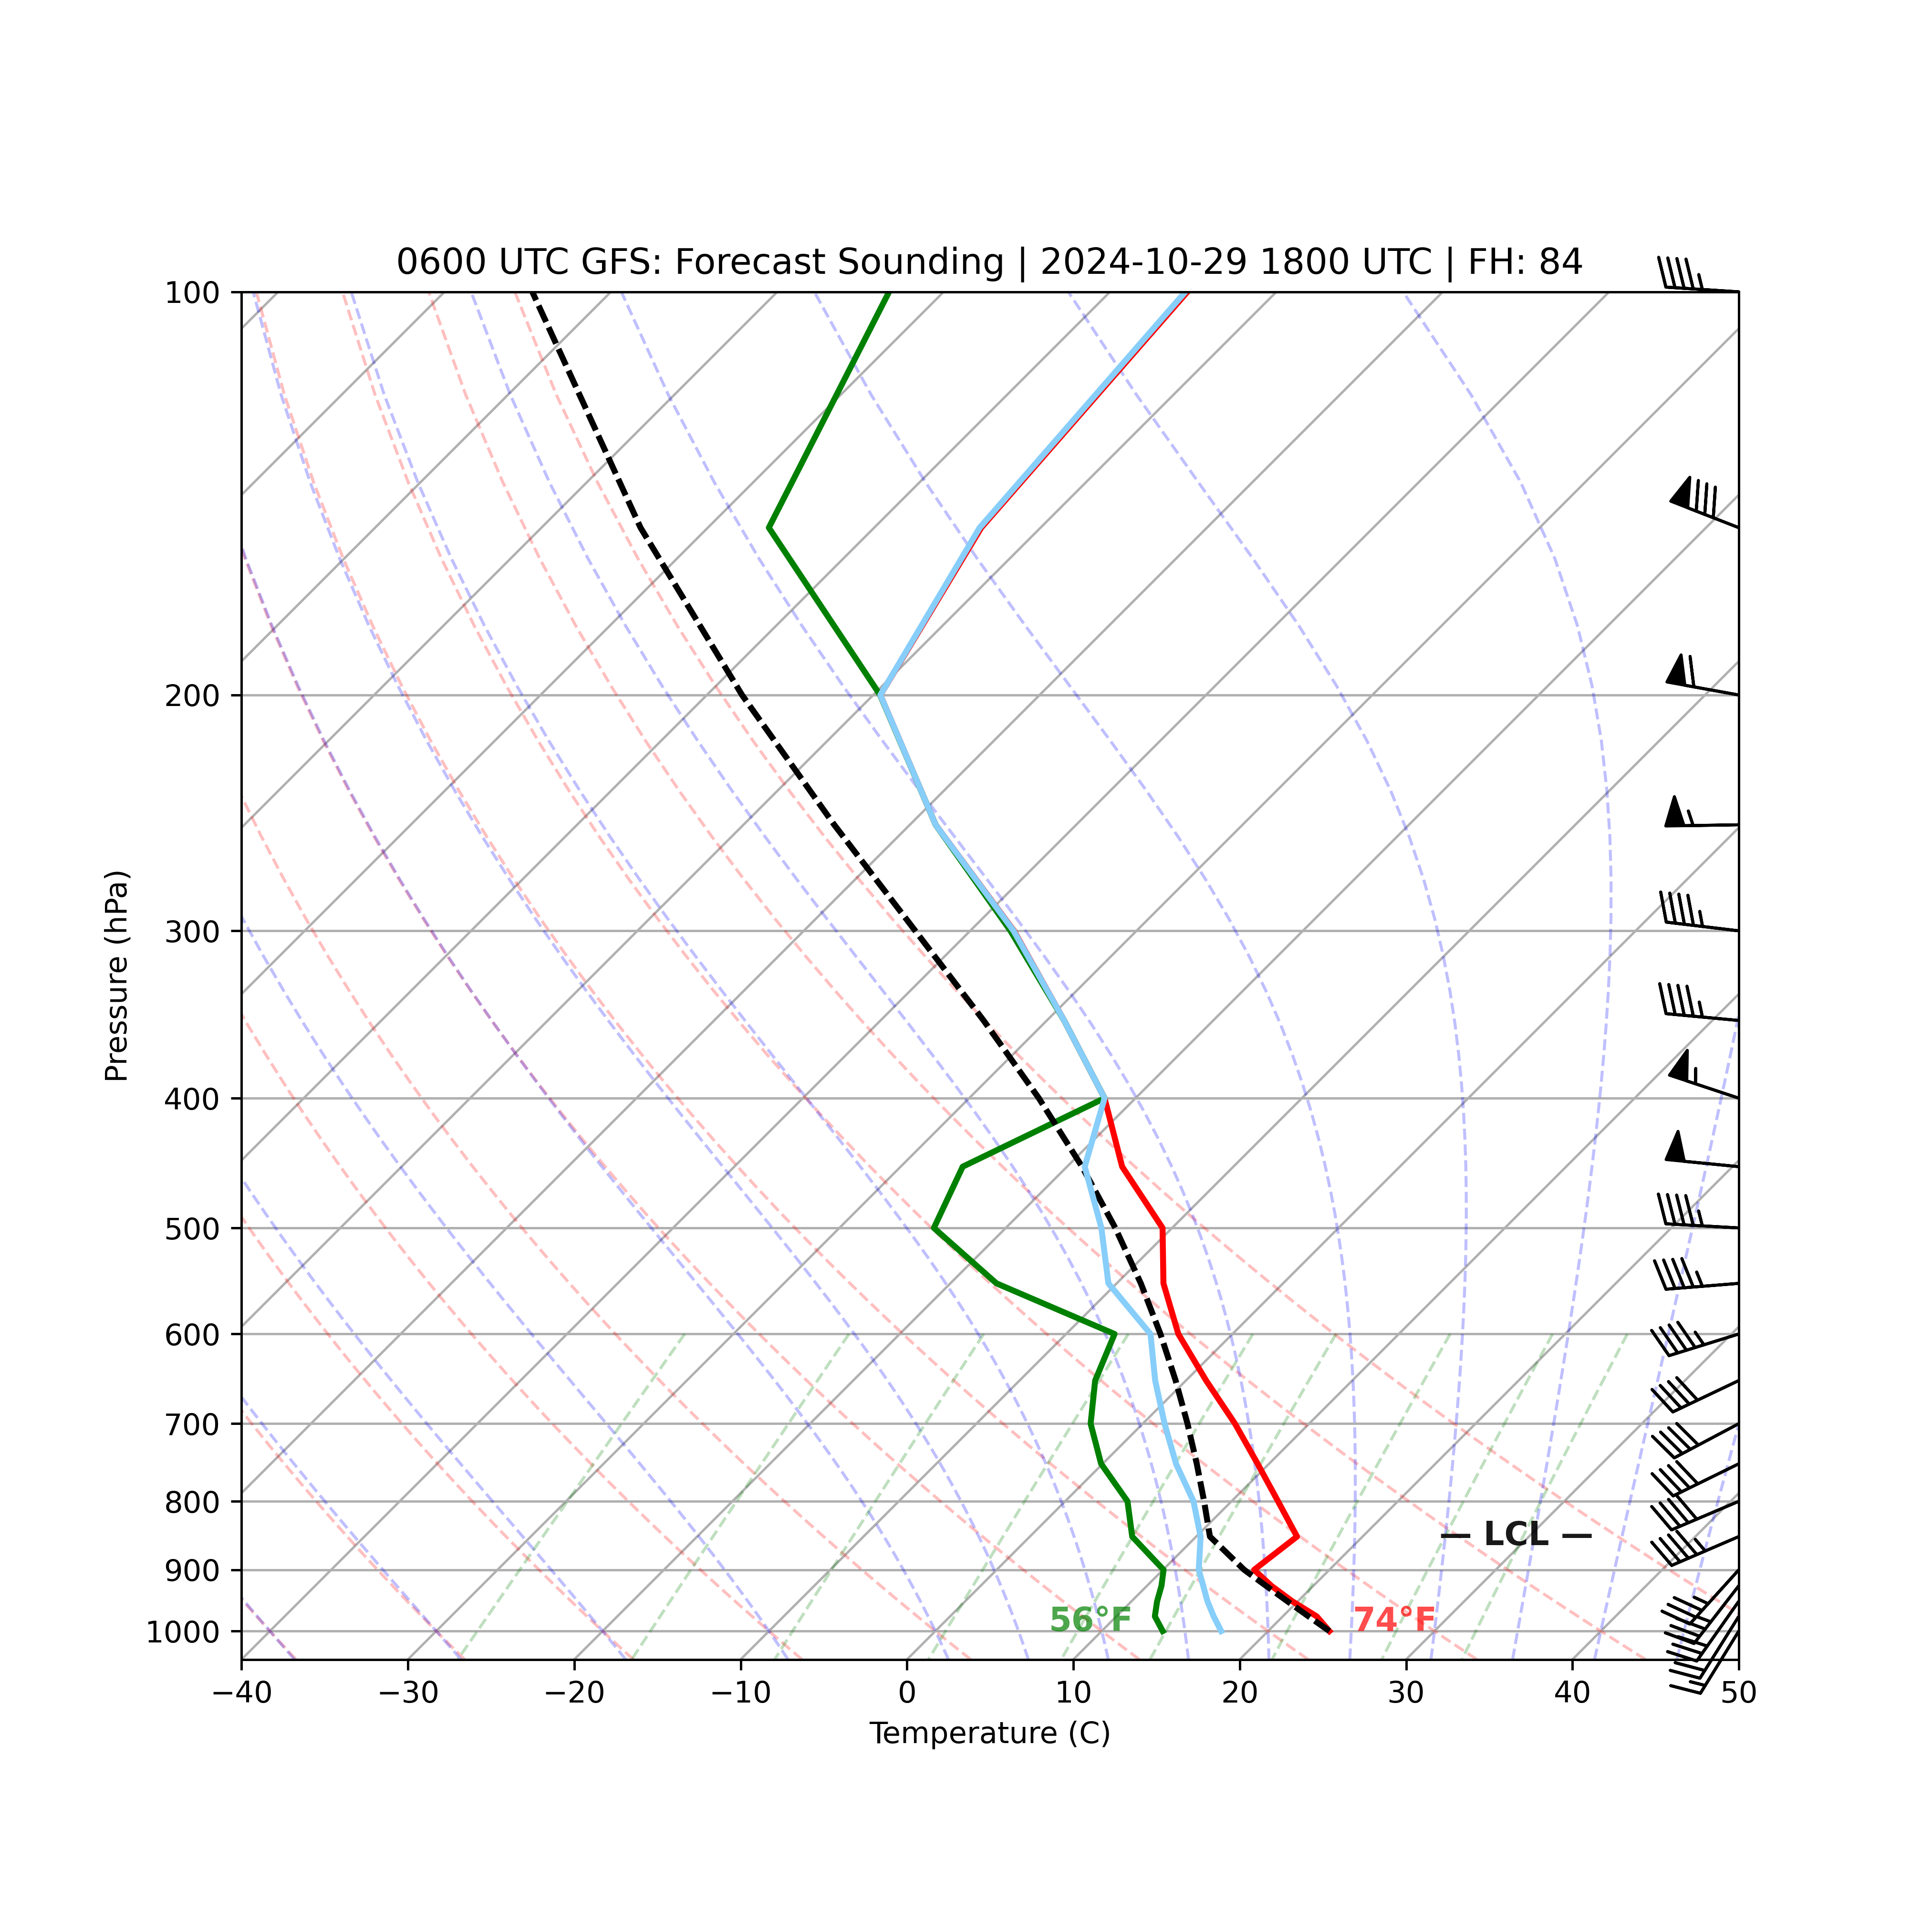 0600 UTC GFS: Forecast Sounding | 2024-10-29 1800 UTC | FH: 84
100
200
300
400
500
600
700
800
900
1000
Pressure (hPa)
— LCL —
56°F
74°F
−40 −30 −20 −10 0 10 20 30 40 50
Temperature (C)